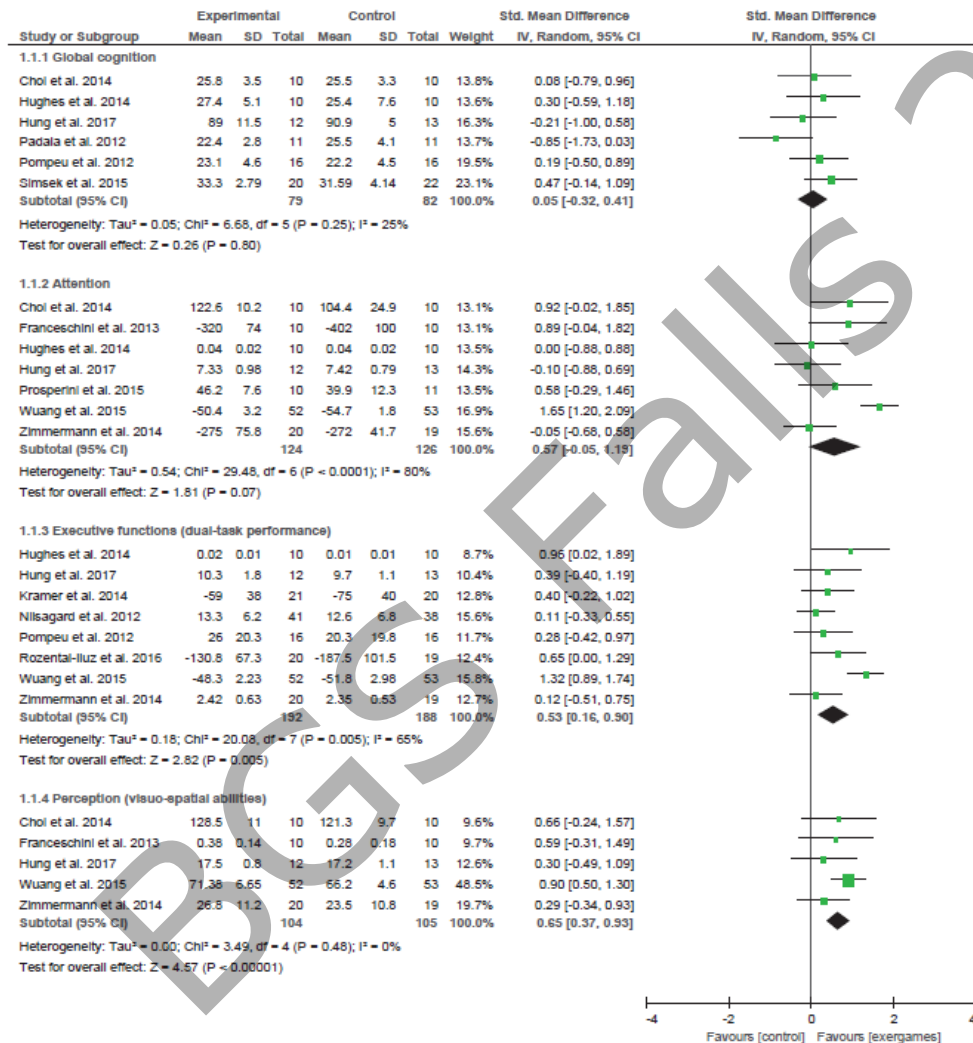 Experimental Control Std. Mean Difference Std. Mean Difference
Study or Subgroup Mean SD Total Mean SD Total Weight IV, Random, 95% CI IV, Random, 95% CI
1.1.1 Global cognition
Choi et al. 2014 25.8 3.5 10 25.5 3.3 10 13.8% 0.08 [-0.79, 0.96]
Hughes et al. 2014 27.4 5.1 10 25.4 7.6 10 13.6% 0.30 [-0.59, 1.18]
Hung et al. 2017 89 11.5 12 90.9 5 13 16.3% -0.21 [-1.00, 0.58]
Padala et al. 2012 22.4 2.8 11 25.5 4.1 11 13.7% -0.85 [-1.73, 0.03]
Pompeu et al. 2012 23.1 4.6 16 22.2 4.5 16 19.5% 0.19 [-0.50, 0.89]
Simsek et al. 2015 33.3 2.79 20 31.59 4.14 22 23.1% 0.47 [-0.14, 1.09]
Subtotal (95% CI) 79 82 100.0% 0.05 [-0.32, 0.41]
Heterogeneity: Tau² = 0.05; Chi² = 6.68, df = 5 (P = 0.25); I² = 25%
Test for overall effect: Z = 0.26 (P = 0.80)
1.1.2 Attention
Choi et al. 2014 122.6 10.2 10 104.4 24.9 10 13.1% 0.92 [-0.02, 1.85]
Franceschini et al. 2013 -320 74 10 -402 100 10 13.1% 0.89 [-0.04, 1.82]
Hughes et al. 2014 0.04 0.02 10 0.04 0.02 10 13.4% 0.00 [-0.88, 0.88]
Hung et al. 2017 7.33 0.98 12 7.42 0.79 13 14.3% -0.10 [-0.88, 0.69]
Prosperini et al. 2015 46.2 7.6 10 39.9 12.3 11 13.5% 0.58 [-0.29, 1.46]
Wuang et al. 2015 -50.4 3.2 52 -54.7 1.8 53 16.9% 1.65 [1.20, 2.09]
Zimmermann et al. 2014 -275 75.8 20 -272 41.7 19 15.6% -0.05 [-0.68, 0.58]
Subtotal (95% CI) 124 126 100.0% 0.57 [-0.05, 1.19]
Heterogeneity: Tau² = 0.54; Chi² = 29.48, df = 6 (P < 0.0001); I² = 80%
Test for overall effect: Z = 1.81 (P = 0.07)
1.1.3 Executive functions (dual-task performance)
Hughes et al. 2014 0.02 0.01 10 0.01 0.01 10 8.7% 0.96 [0.02, 1.89]
Hung et al. 2017 10.3 1.8 12 9.7 1.1 13 10.4% 0.39 [-0.40, 1.19]
Kramer et al. 2014 -59 38 21 -75 40 20 12.8% 0.40 [-0.22, 1.02]
Nilsagard et al. 2012 13.3 6.2 41 12.6 6.8 38 15.5% 0.11 [-0.33, 0.55]
Pompeu et al. 2012 26 20.3 16 20.3 19.8 16 11.7% 0.28 [-0.42, 0.97]
Rozental-Iluz et al. 2016 -130.8 67.3 20 -187.5 101.5 19 12.4% 0.65 [0.00, 1.29]
Wuang et al. 2015 -48.3 2.23 52 -51.8 2.98 53 15.8% 1.32 [0.89, 1.74]
Zimmermann et al. 2014 2.42 0.63 20 2.35 0.53 19 12.7% 0.12 [-0.51, 0.75]
Subtotal (95% CI) 192 188 100.0% 0.53 [0.16, 0.90]
Heterogeneity: Tau² = 0.18; Chi² = 20.08, df = 7 (P = 0.005); I² = 65%
Test for overall effect: Z = 2.82 (P = 0.005)
1.1.4 Perception (visuo-spatial abilities)
Choi et al. 2014 128.5 11 10 121.3 9.7 10 9.6% 0.66 [-0.24, 1.57]
Franceschini et al. 2013 0.38 0.14 10 0.28 0.18 10 9.7% 0.59 [-0.31, 1.49]
Hung et al. 2017 17.5 0.8 12 17.2 1.1 13 12.6% 0.30 [-0.49, 1.09]
Wuang et al. 2015 71.38 6.65 52 66.2 4.6 53 48.5% 0.90 [0.50, 1.30]
Zimmermann et al. 2014 26.8 11.2 20 23.5 10.8 19 19.7% 0.29 [-0.34, 0.93]
Subtotal (95% CI) 104 105 100.0% 0.65 [0.37, 0.93]
Heterogeneity: Tau² = 0.00; Chi² = 3.49, df = 4 (P = 0.48); I² = 0%
Test for overall effect: Z = 4.57 (P < 0.00001)
-4 -2 0 2 4
Favours [control] Favours [exergames]
BGS Falls